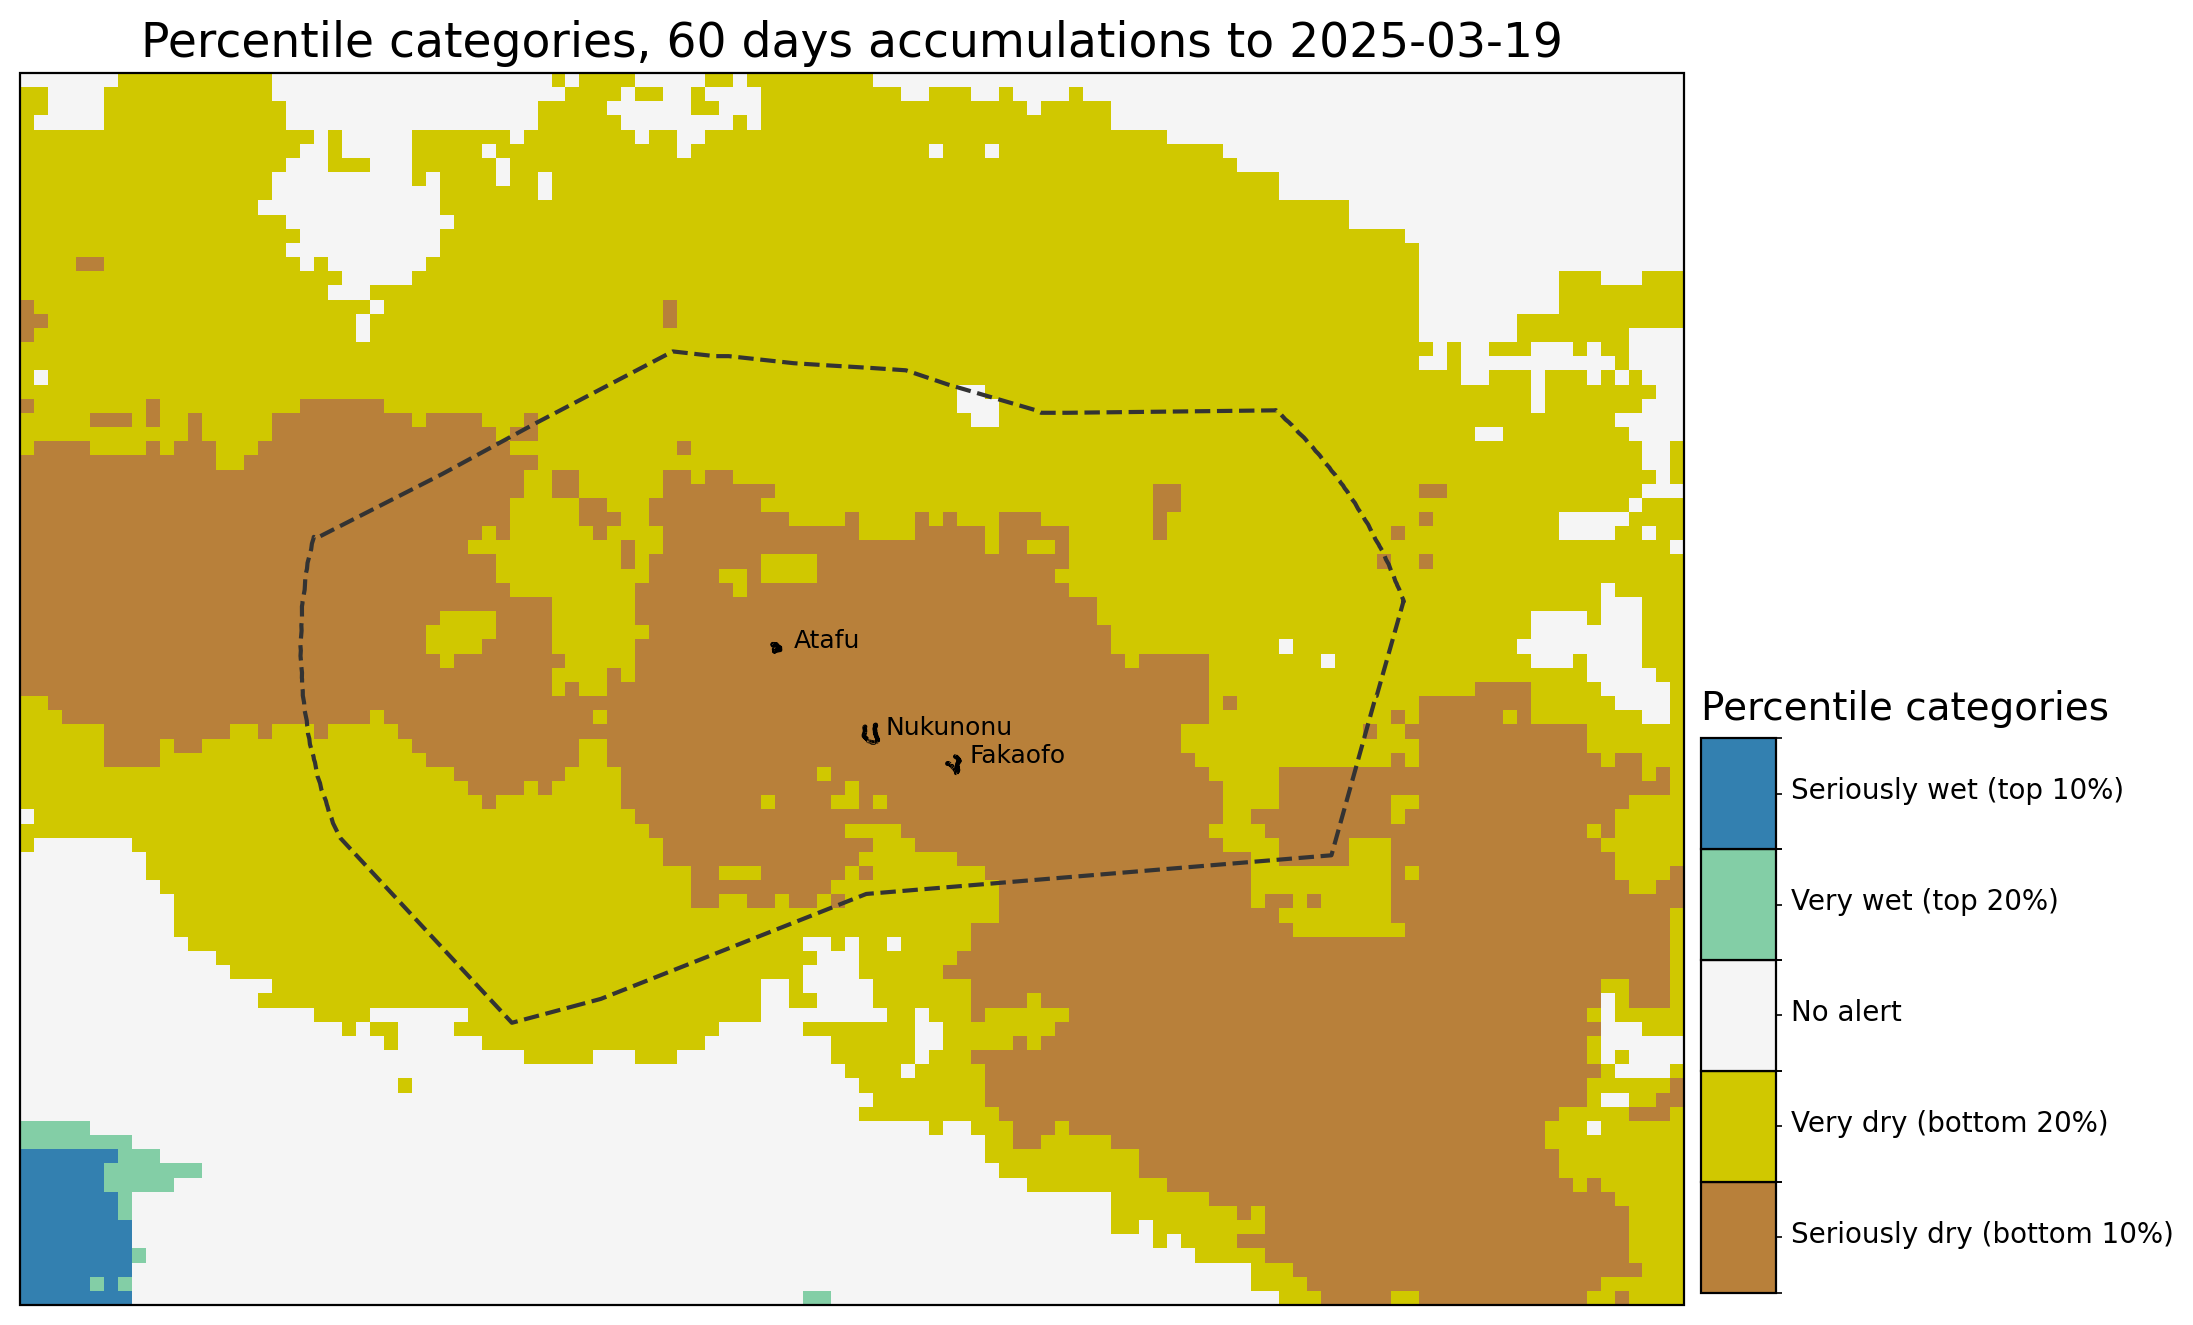 Percentile categories, 60 days accumulations to 2025-03-19
Atafu
Nukunonu
Fakaofo
Percentile categories
Seriously wet (top 10%)
Very wet (top 20%)
No alert
Very dry (bottom 20%)
Seriously dry (bottom 10%)